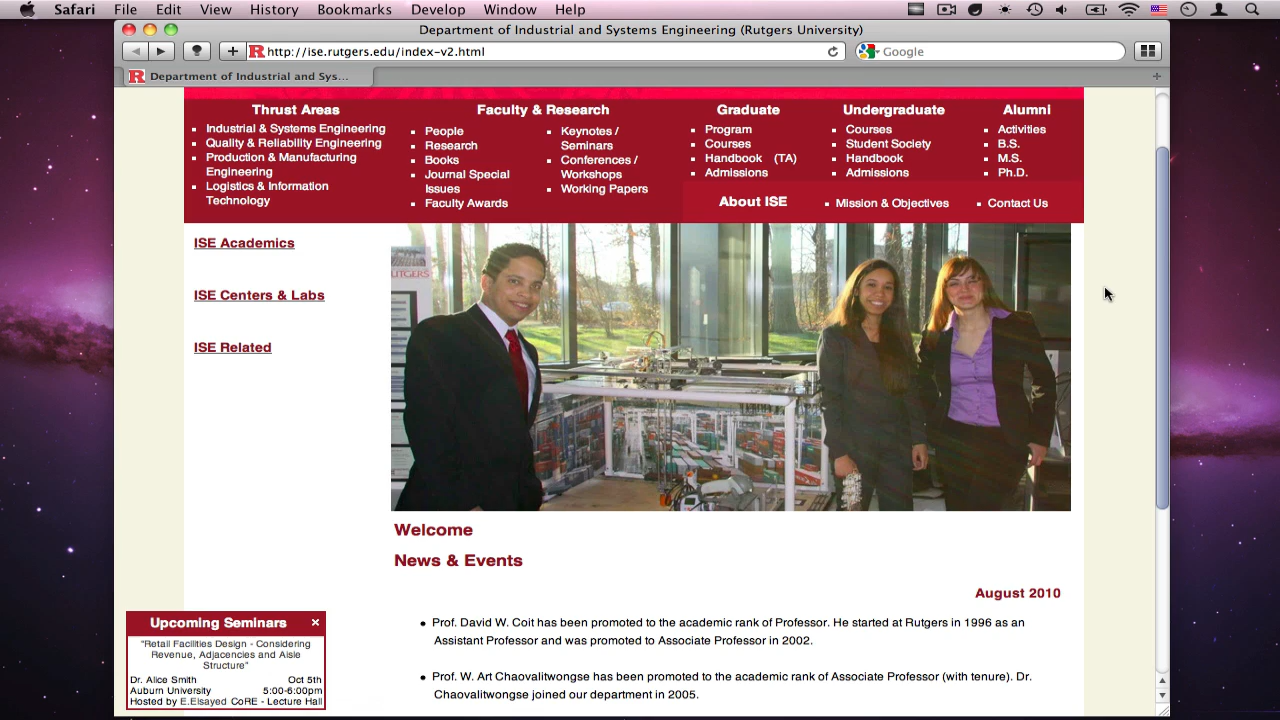 Safari File Edit View History Bookmarks Develop Window Help
Department of Industrial and Systems Engineering (Rutgers University)
http://ise.rutgers.edu/index-v2.html
Google
Department of Industrial and Sys...
Thrust Areas
Industrial & Systems Engineering
Quality & Reliability Engineering
Production & Manufacturing
Engineering
Logistics & Information
Technology
Faculty & Research
People
Research
Books
Journal Special
Issues
Faculty Awards
Keynotes /
Seminars
Conferences /
Workshops
Working Papers
Graduate
Program
Courses
Handbook (TA)
Admissions
Undergraduate
Courses
Student Society
Handbook
Admissions
Alumni
Activities
B.S.
M.S.
Ph.D.
About ISE
Mission & Objectives
Contact Us
ISE Academics
ISE Centers & Labs
ISE Related
RUTGERS
Welcome
News & Events
August 2010
Prof. David W. Coit has been promoted to the academic rank of Professor. He started at Rutgers in 1996 as an
Assistant Professor and was promoted to Associate Professor in 2002.
Prof. W. Art Chaovalitwongse has been promoted to the academic rank of Associate Professor (with tenure). Dr.
Chaovalitwongse joined our department in 2005.
Upcoming Seminars ×
"Retail Facilities Design - Considering
Revenue, Adjacencies and Aisle
Structure"
Dr. Alice Smith Oct 5th
Auburn University 5:00-6:00pm
Hosted by E.Elsayed CoRE - Lecture Hall